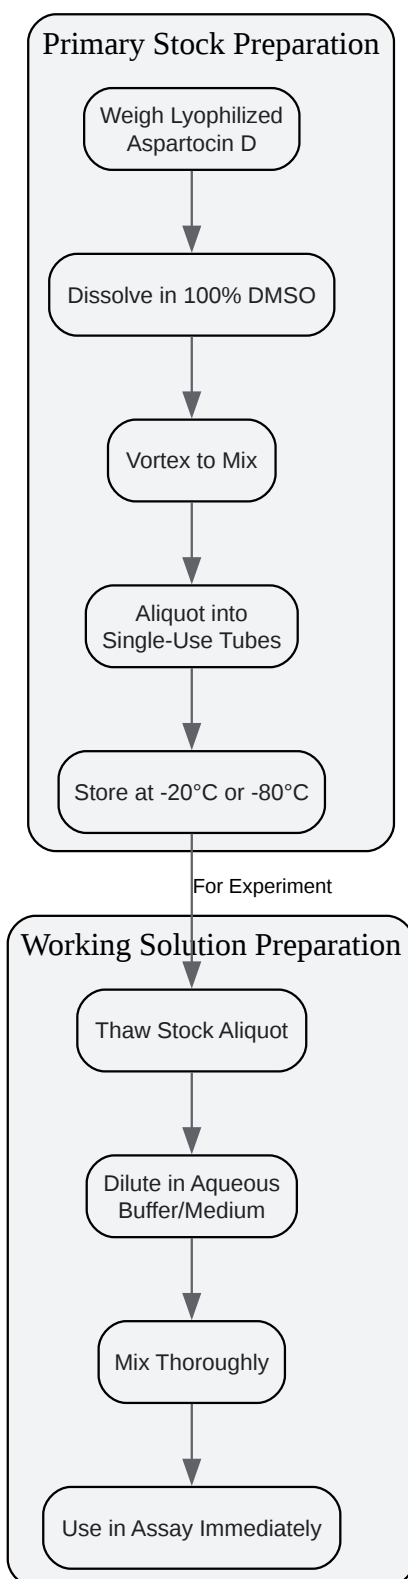 Primary Stock Preparation
Weigh Lyophilized
Aspartocin D
Dissolve in 100% DMSO
Vortex to Mix
Aliquot into
Single-Use Tubes
Store at -20°C or -80°C
For Experiment
Working Solution Preparation
Thaw Stock Aliquot
Dilute in Aqueous
Buffer/Medium
Mix Thoroughly
Use in Assay Immediately